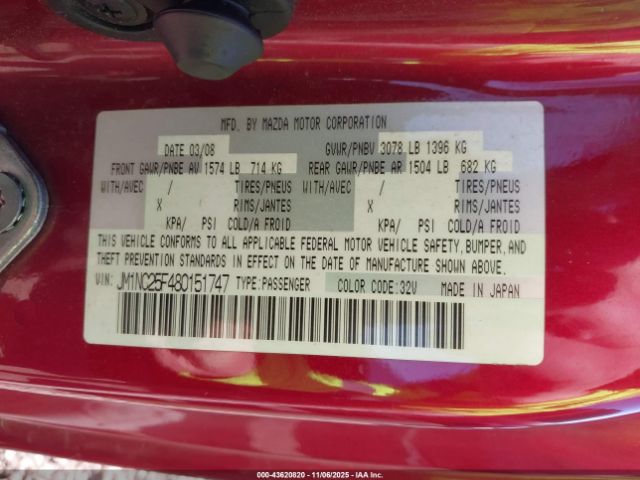 MFD. BY MAZDA MOTOR CORPORATION
DATE 03/08 GVWR/PNBV 3078 LB 1396 KG
FRONT GAWR/PNBE AV 1574 LB 714 KG REAR GAWR/PNBE AR 1504 LB 682 KG
WITH/AVEC / TIRES/PNEUS WITH/AVEC / TIRES/PNEUS
X RIMS/JANTES X RIMS/JANTES
KPA/ PSI COLD/A FROID KPA/ PSI COLD/A FROID
THIS VEHICLE CONFORMS TO ALL APPLICABLE FEDERAL MOTOR VEHICLE SAFETY, BUMPER, AND
THEFT PREVENTION STANDARDS IN EFFECT ON THE DATE OF MANUFACTURE SHOWN ABOVE.
VIN: JM1NC25F480151747 TYPE:PASSENGER COLOR CODE:32V MADE IN JAPAN
000-43620820 - 11/06/2025 - IAA Inc.